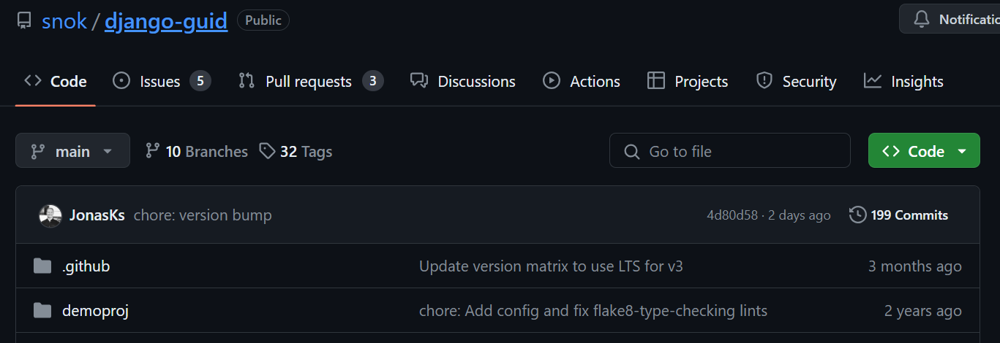 snok / django-guid Public Notificatio
Code Issues 5 Pull requests 3 Discussions Actions Projects Security Insights
main 10 Branches 32 Tags Go to file Code
JonasKs chore: version bump 4d80d58 · 2 days ago 199 Commits
.github Update version matrix to use LTS for v3 3 months ago
demoproj chore: Add config and fix flake8-type-checking lints 2 years ago